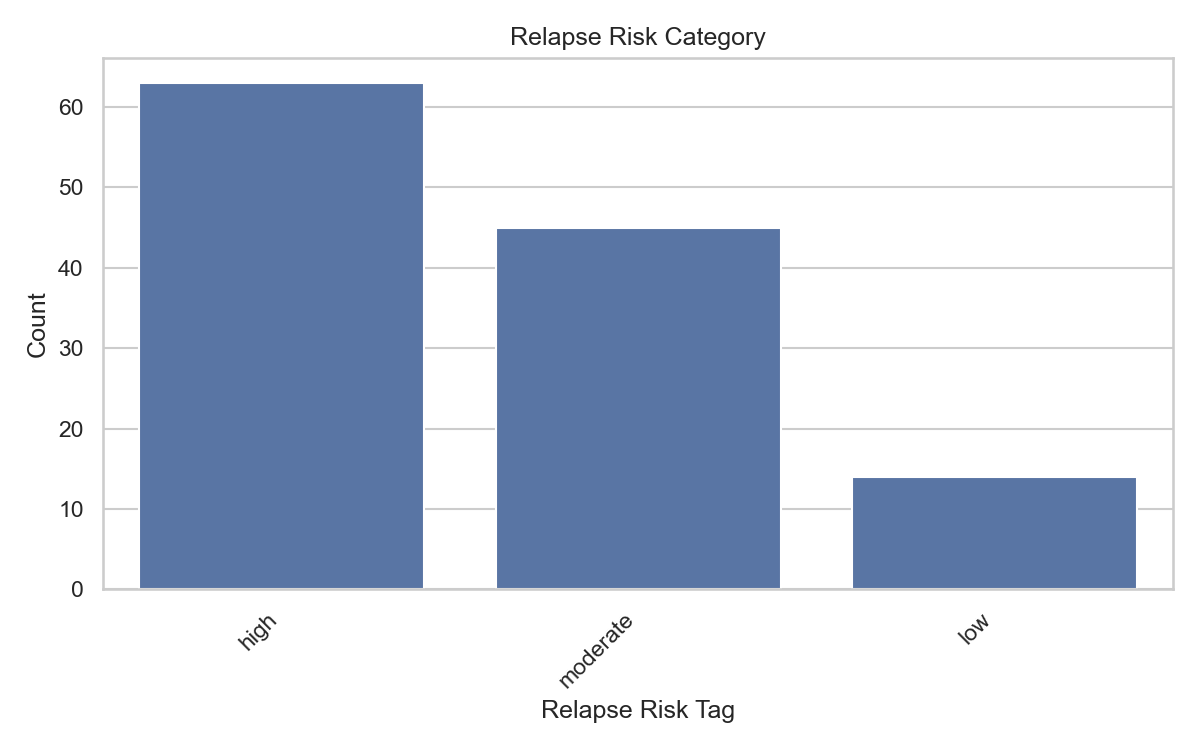 Relapse Risk Category
Count
60
50
40
30
20
10
0
high
moderate
low
Relapse Risk Tag